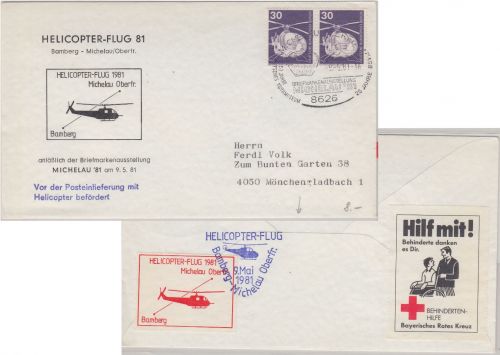 HELICOPTER-FLUG 81
Bamberg - Michelau/Oberfr.
HELICOPTER-FLUG 1981
Michelau Oberfr.
Bamberg
anläßlich der Briefmarkenausstellung
MICHELAU '81 am 9.5.81
Vor der Posteinlieferung mit
Helicopter befördert
30
30
BRIEFMARKENAUSSTELLUNG
MICHELAU '81
8626
Herrn
Ferdi Volk
Zum Bunten Garten 38
4050 Mönchengladbach 1
8.-
HELICOPTER-FLUG
9.Mai
1981
Bamberg-Michelau Oberfr.
HELICOPTER-FLUG 1981
Michelau Oberfr.
Bamberg
Hilf mit!
Behinderte danken
es Dir.
BEHINDERTEN-
HILFE
Bayerisches Rotes Kreuz